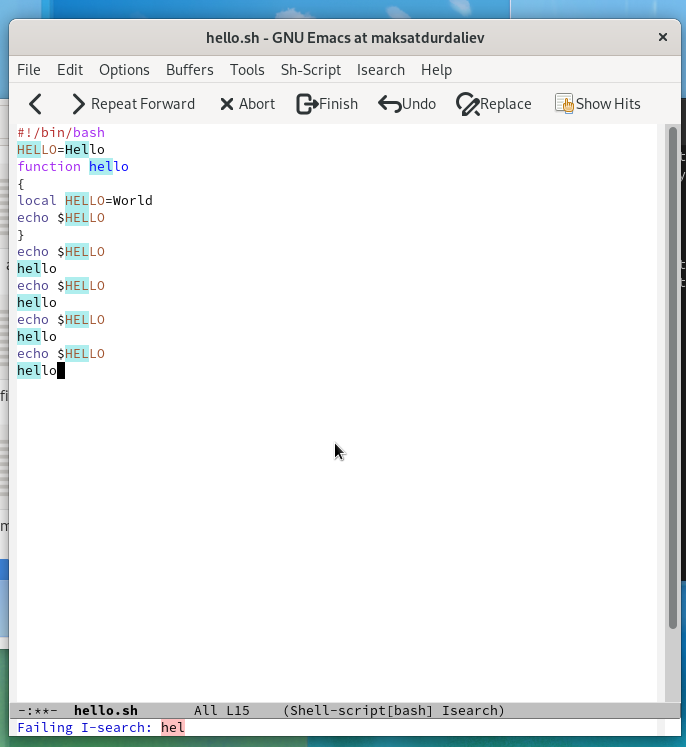 hello.sh - GNU Emacs at maksatdurdaliev
File Edit Options Buffers Tools Sh-Script Isearch Help
Repeat Forward Abort Finish Undo Replace Show Hits
#!/bin/bash
HELLO=Hello
function hello
{
local HELLO=World
echo $HELLO
}
echo $HELLO
hello
echo $HELLO
hello
echo $HELLO
hello
echo $HELLO
hello
-:**- hello.sh All L15 (Shell-script[bash] Isearch)
Failing I-search: hel